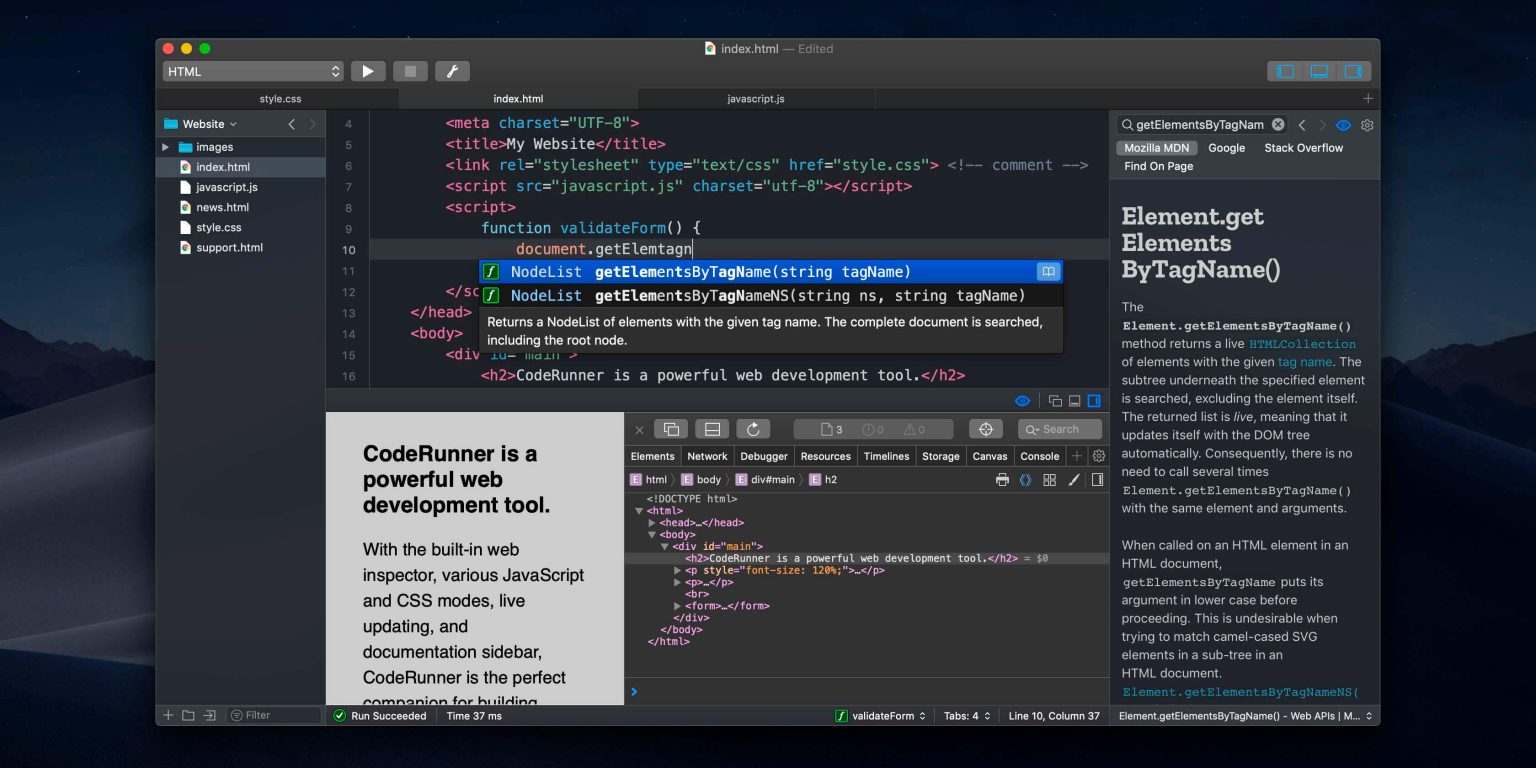 index.html — Edited
HTML
style.css
index.html
javascript.js
Website
images
index.html
javascript.js
news.html
style.css
support.html
Filter
4 <meta charset="UTF-8">
5 <title>My Website</title>
6 <link rel="stylesheet" type="text/css" href="style.css"> <!-- comment -->
7 <script src="javascript.js" charset="utf-8"></script>
8 <script>
9 function validateForm() {
10 document.getElemtagn
11
12 </sc
13 </head>
14 <body>
15 <div id="main">
16 <h2>CodeRunner is a powerful web development tool.</h2>
f NodeList getElementsByTagName(string tagName)
f NodeList getElementsByTagNameNS(string ns, string tagName)
Returns a NodeList of elements with the given tag name. The complete document is searched,
including the root node.
CodeRunner is a
powerful web
development tool.
With the built-in web
inspector, various JavaScript
and CSS modes, live
updating, and
documentation sidebar,
CodeRunner is the perfect
companion for building
3 0 0
Search
Elements Network Debugger Resources Timelines Storage Canvas Console
E html E body E div#main E h2
<!DOCTYPE html>
<html>
<head>…</head>
<body>
<div id="main">
<h2>CodeRunner is a powerful web development tool.</h2> = $0
<p style="font-size: 120%;">…</p>
<p>…</p>
<br>
<form>…</form>
</div>
</body>
</html>
Run Succeeded Time 37 ms
f validateForm Tabs: 4 Line 10, Column 37
getElementsByTagNam
Mozilla MDN Google Stack Overflow
Find On Page
Element.get
Elements
ByTagName()
The
Element.getElementsByTagName()
method returns a live HTMLCollection
of elements with the given tag name. The
subtree underneath the specified element
is searched, excluding the element itself.
The returned list is live, meaning that it
updates itself with the DOM tree
automatically. Consequently, there is no
need to call several times
Element.getElementsByTagName()
with the same element and arguments.
When called on an HTML element in an
HTML document,
getElementsByTagName puts its
argument in lower case before
proceeding. This is undesirable when
trying to match camel-cased SVG
elements in a sub-tree in an
HTML document.
Element.getElementsByTagNameNS(
Element.getElementsByTagName() - Web APIs | M...